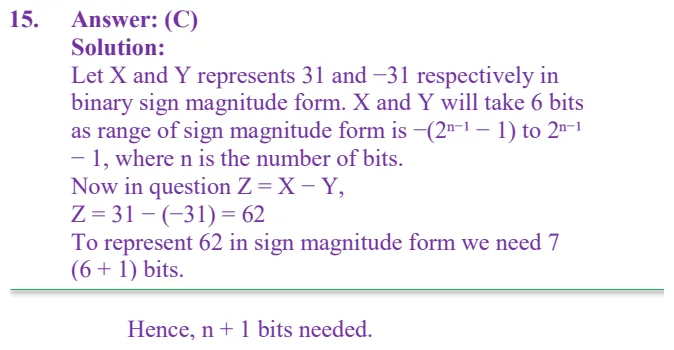 15. Answer: (C)
Solution:
Let X and Y represents 31 and −31 respectively in
binary sign magnitude form. X and Y will take 6 bits
as range of sign magnitude form is −(2ⁿ⁻¹ − 1) to 2ⁿ⁻¹
− 1, where n is the number of bits.
Now in question Z = X − Y,
Z = 31 − (−31) = 62
To represent 62 in sign magnitude form we need 7
(6 + 1) bits.
Hence, n + 1 bits needed.